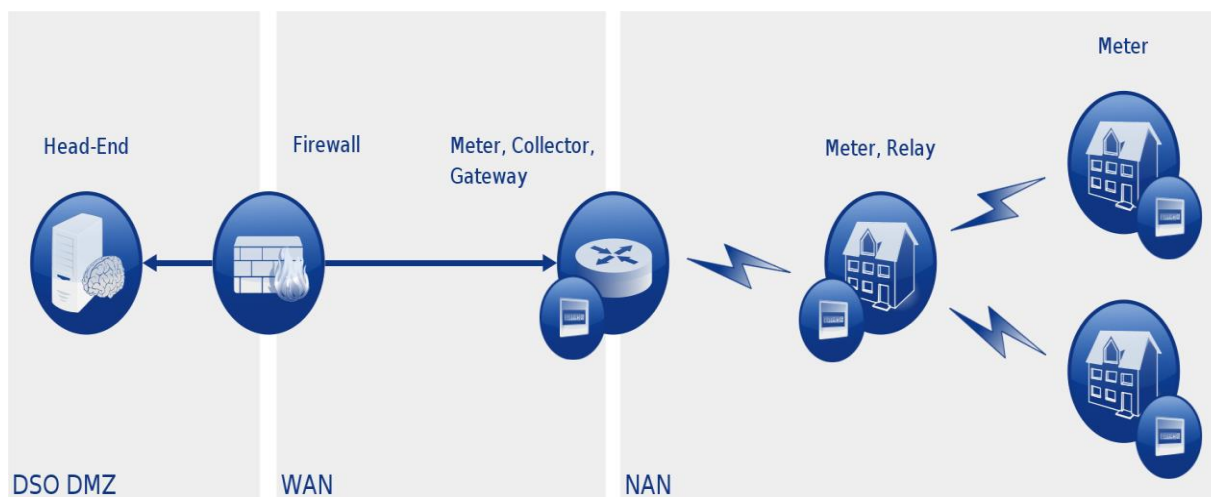 Meter
Head-End
Firewall
Meter, Collector,
Gateway
Meter, Relay
DSO DMZ
WAN
NAN